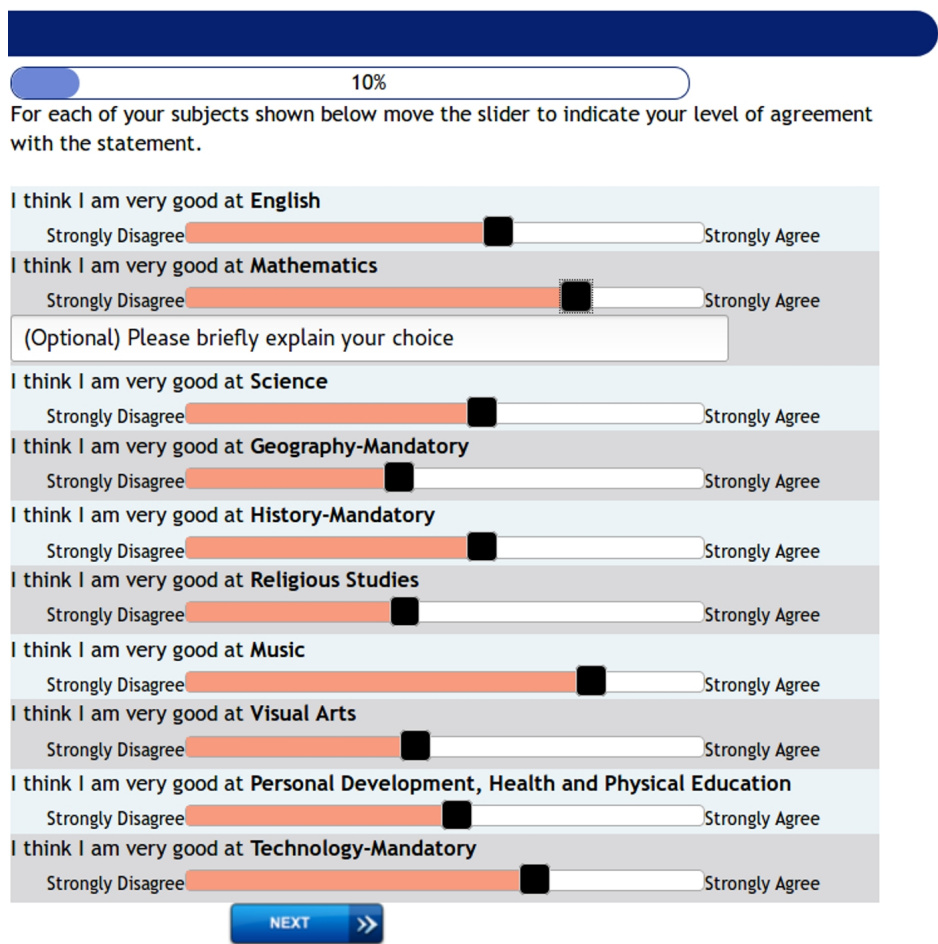 10%
For each of your subjects shown below move the slider to indicate your level of agreement
with the statement.
I think I am very good at English
Strongly Disagree Strongly Agree
I think I am very good at Mathematics
Strongly Disagree Strongly Agree
(Optional) Please briefly explain your choice
I think I am very good at Science
Strongly Disagree Strongly Agree
I think I am very good at Geography-Mandatory
Strongly Disagree Strongly Agree
I think I am very good at History-Mandatory
Strongly Disagree Strongly Agree
I think I am very good at Religious Studies
Strongly Disagree Strongly Agree
I think I am very good at Music
Strongly Disagree Strongly Agree
I think I am very good at Visual Arts
Strongly Disagree Strongly Agree
I think I am very good at Personal Development, Health and Physical Education
Strongly Disagree Strongly Agree
I think I am very good at Technology-Mandatory
Strongly Disagree Strongly Agree
NEXT